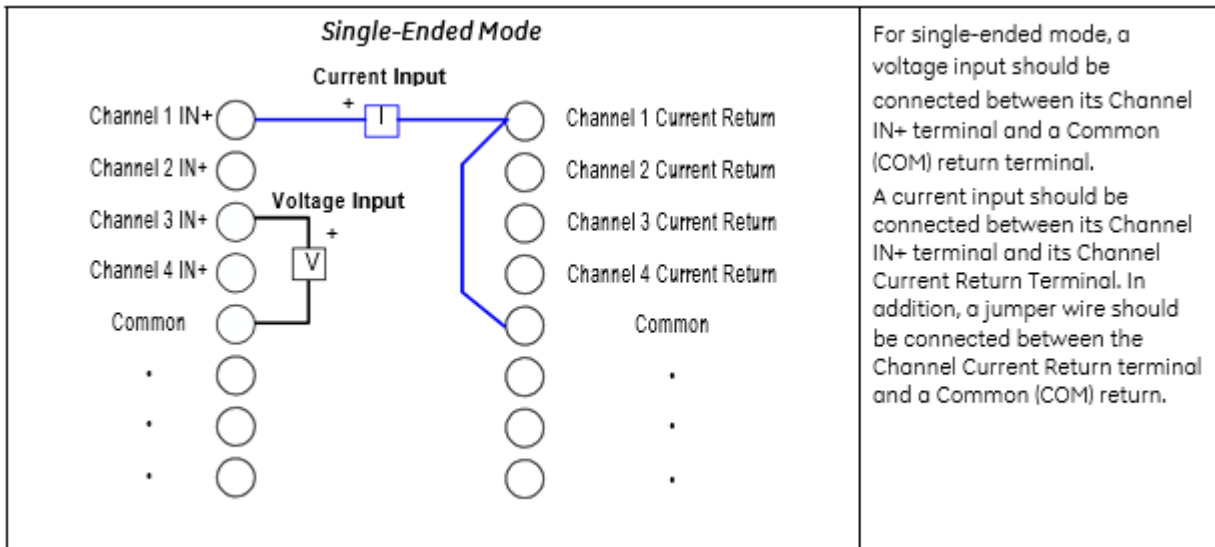 Single-Ended Mode
Current Input
+
I
Channel 1 IN+
Channel 1 Current Return
Channel 2 IN+
Channel 2 Current Return
Voltage Input
+
V
Channel 3 IN+
Channel 3 Current Return
Channel 4 IN+
Channel 4 Current Return
Common
Common
•
•
•
•
•
•
For single-ended mode, a
voltage input should be
connected between its Channel
IN+ terminal and a Common
(COM) return terminal.
A current input should be
connected between its Channel
IN+ terminal and its Channel
Current Return Terminal. In
addition, a jumper wire should
be connected between the
Channel Current Return terminal
and a Common (COM) return.